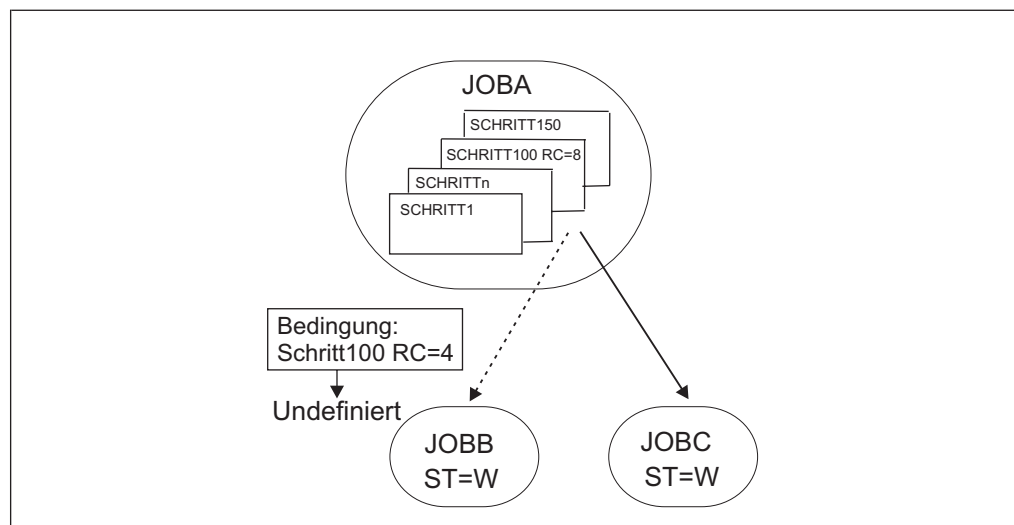 JOBA
SCHRITT150
SCHRITT100 RC=8
SCHRITTn
SCHRITT1
Bedingung:
Schritt100 RC=4
Undefiniert
JOBB
ST=W
JOBC
ST=W